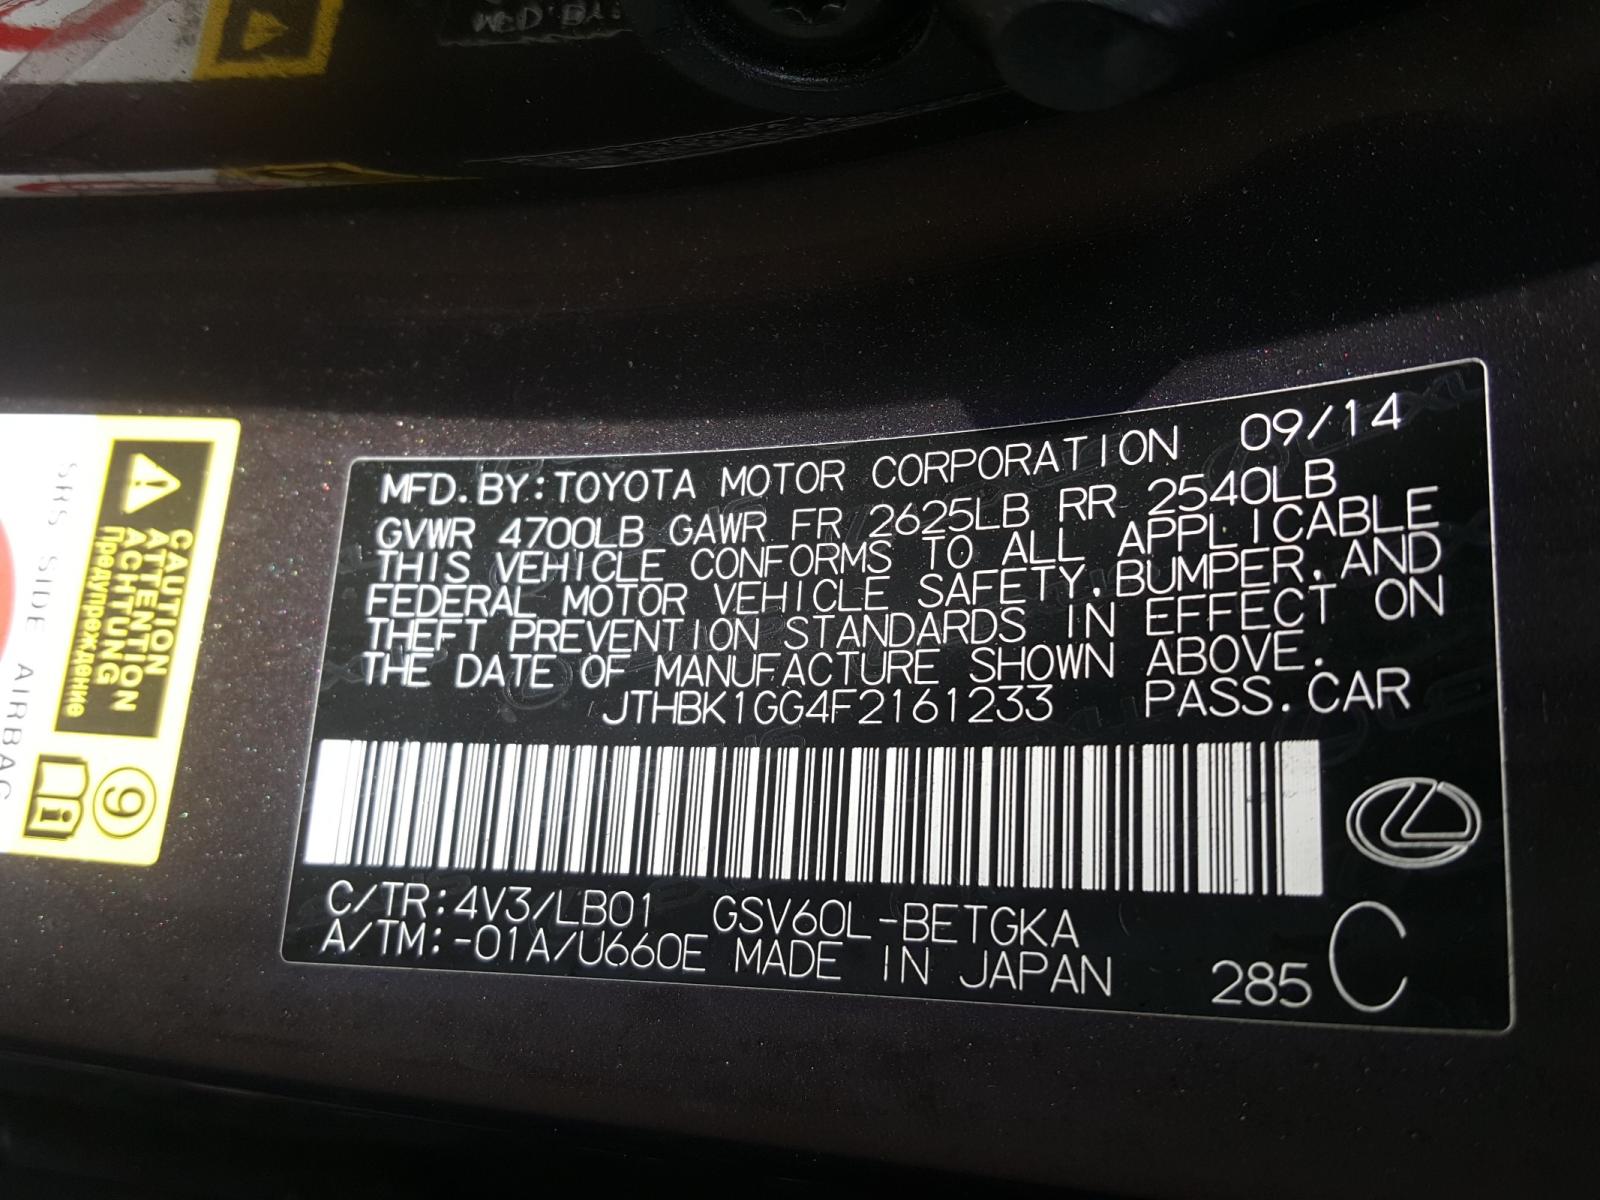 MFD.BY:TOYOTA MOTOR CORPORATION 09/14
GVWR 4700LB GAWR FR 2625LB RR 2540LB
THIS VEHICLE CONFORMS TO ALL APPLICABLE
FEDERAL MOTOR VEHICLE SAFETY,BUMPER,AND
THEFT PREVENTION STANDARDS IN EFFECT ON
THE DATE OF MANUFACTURE SHOWN ABOVE.
JTHBK1GG4F2161233 PASS.CAR
C/TR:4V3/LB01 GSV60L-BETGKA
A/TM:-01A/U660E MADE IN JAPAN 285 C
CAUTION
ATTENTION
ACHTUNG
Предупреждение
9
SRS SIDE AIRBAG